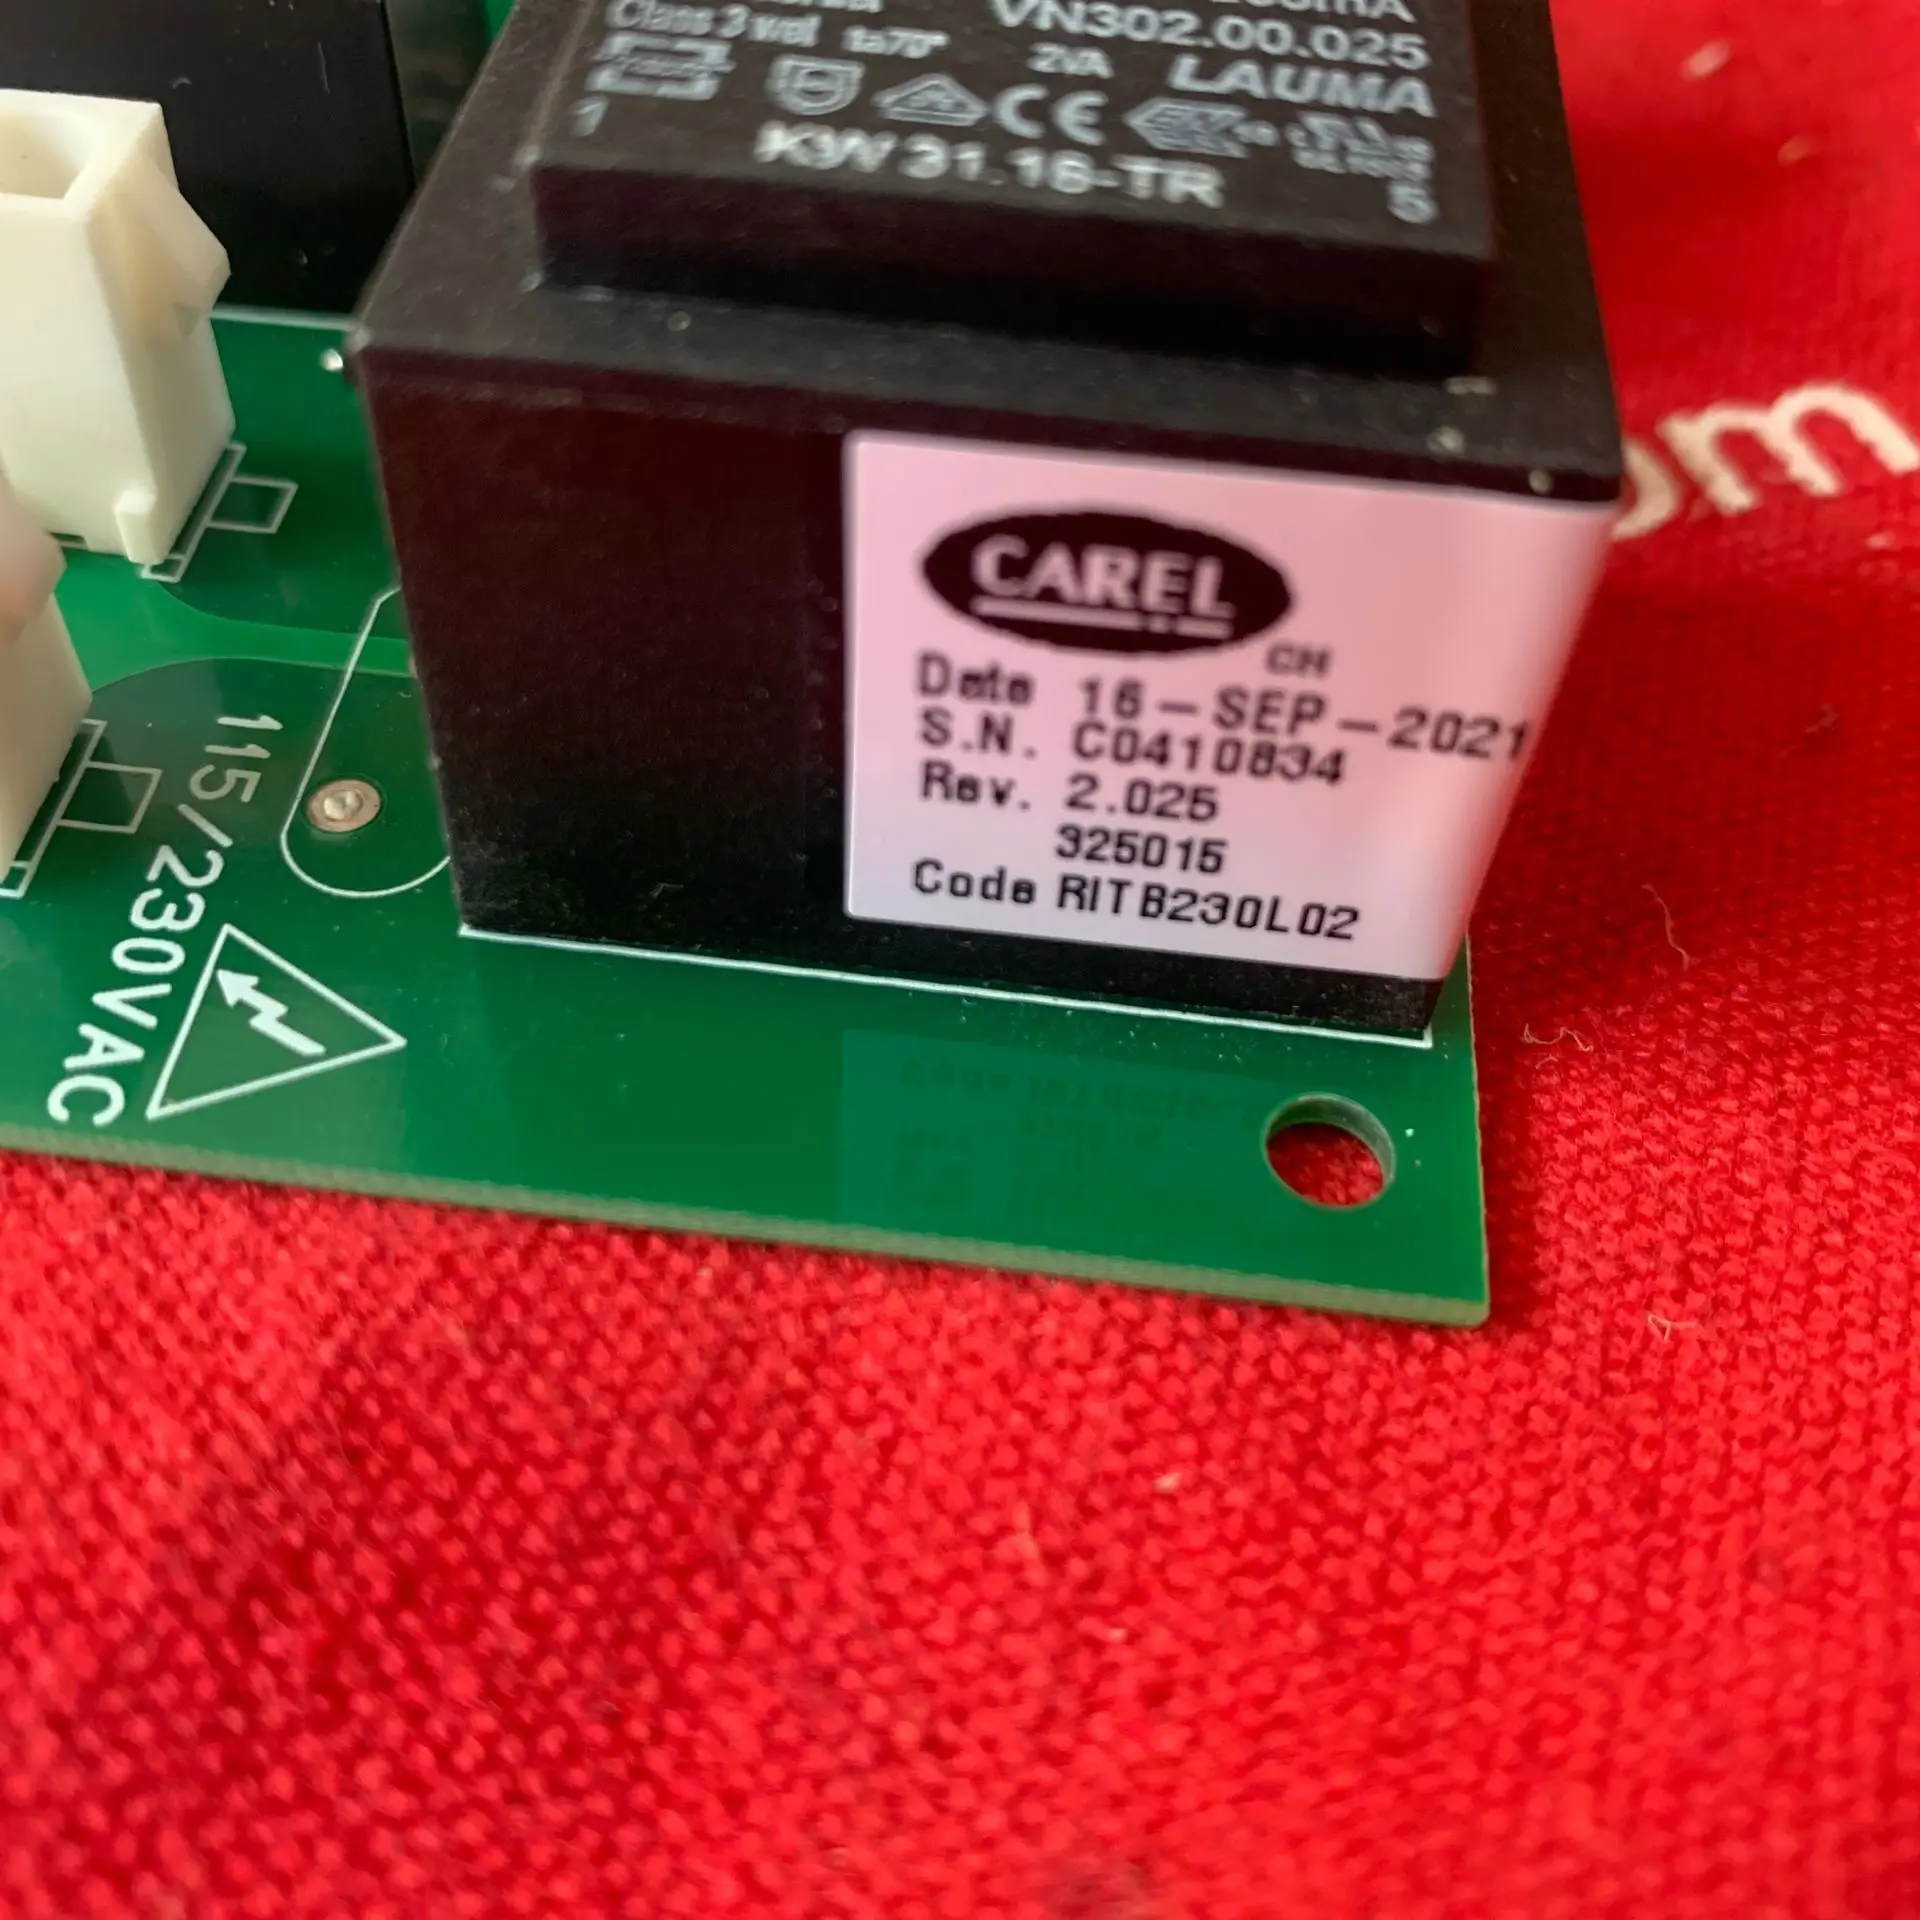 VN302.00.025
Class 3 wet ta70°
2VA LAUMA
CE
1
KW 31.16-TR
5
CAREL
CH
Date 16-SEP-2021
S.N. C0410834
Rev. 2.025
325015
Code RITB230L02
115/230VAC